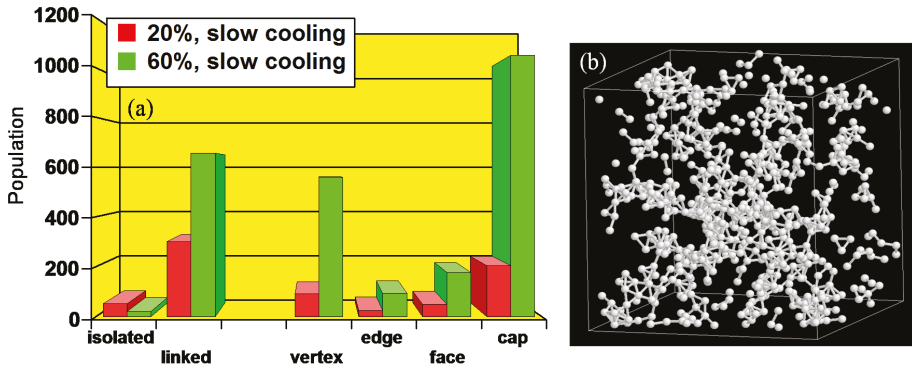 1200
1000
800
600
400
200
0
Population
20%, slow cooling
60%, slow cooling
(a)
isolated
linked
vertex
edge
face
cap
(b)